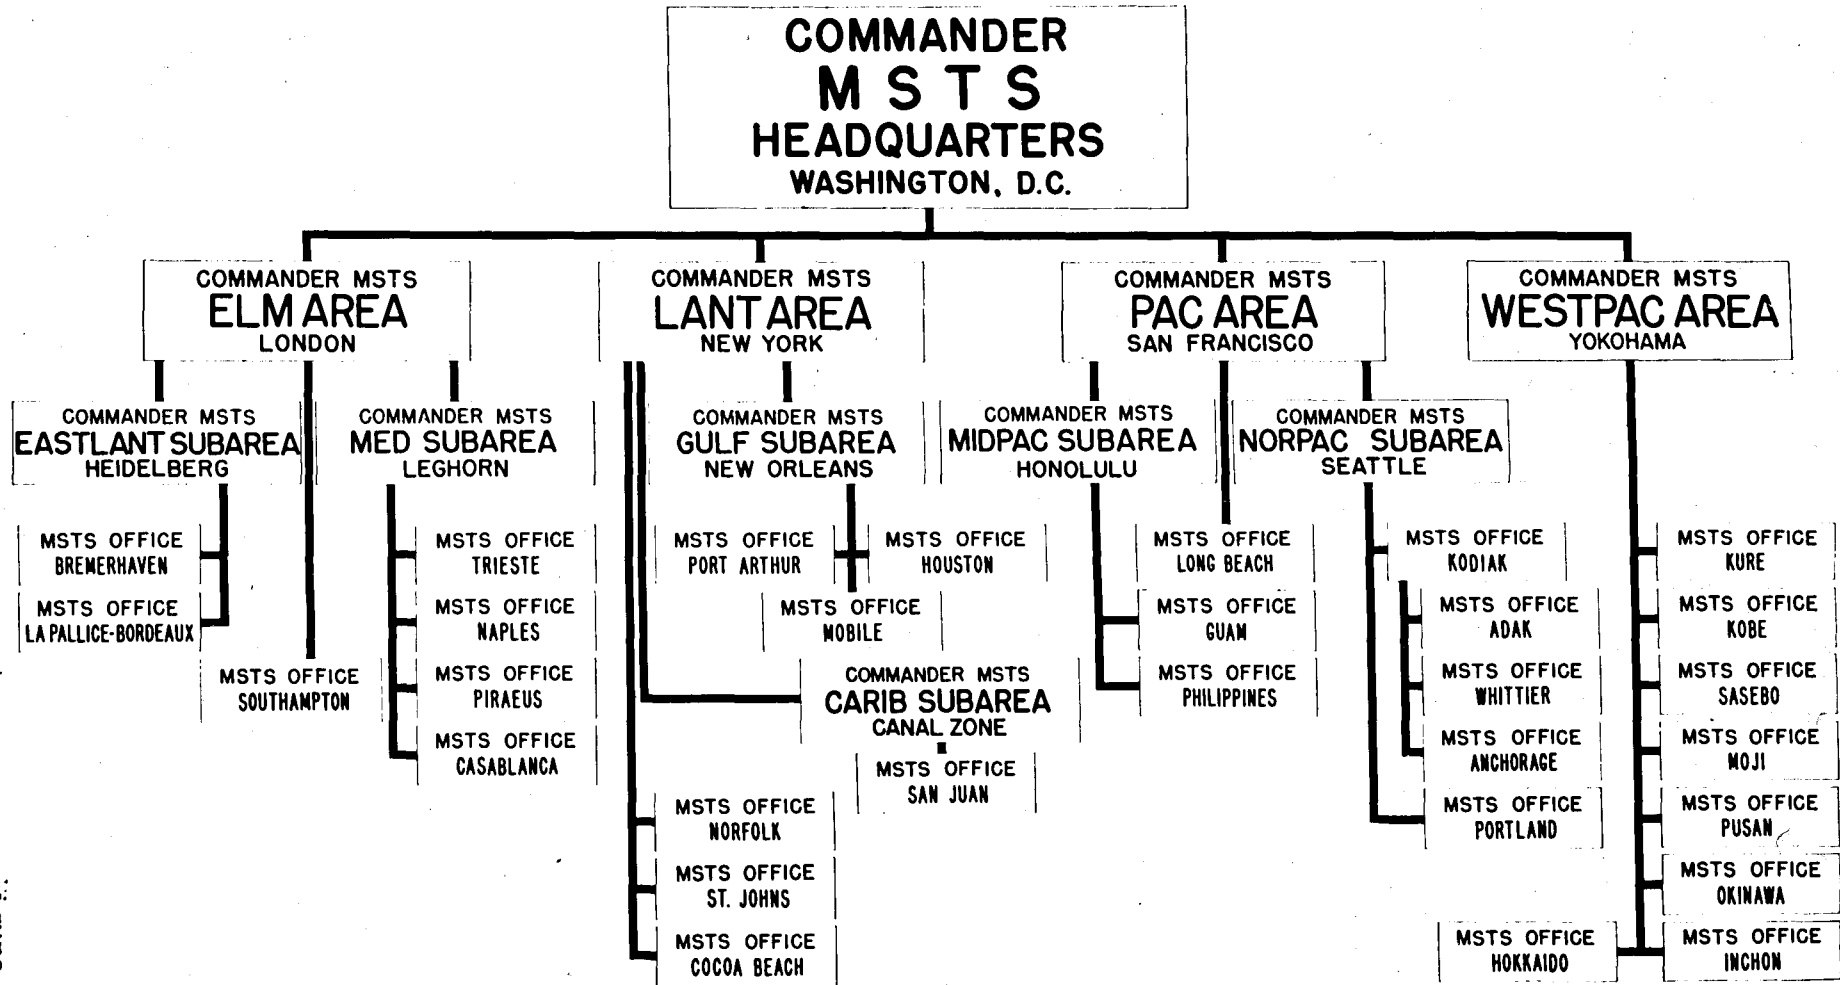 COMMANDER
M S T S
HEADQUARTERS
WASHINGTON, D.C.
COMMANDER MSTS
ELM AREA
LONDON
COMMANDER MSTS
LANT AREA
NEW YORK
COMMANDER MSTS
PAC AREA
SAN FRANCISCO
COMMANDER MSTS
WESTPAC AREA
YOKOHAMA
COMMANDER MSTS
EASTLANT SUBAREA
HEIDELBERG
COMMANDER MSTS
MED SUBAREA
LEGHORN
COMMANDER MSTS
GULF SUBAREA
NEW ORLEANS
COMMANDER MSTS
MIDPAC SUBAREA
HONOLULU
COMMANDER MSTS
NORPAC SUBAREA
SEATTLE
MSTS OFFICE
BREMERHAVEN
MSTS OFFICE
LA PALLICE-BORDEAUX
MSTS OFFICE
SOUTHAMPTON
MSTS OFFICE
TRIESTE
MSTS OFFICE
NAPLES
MSTS OFFICE
PIRAEUS
MSTS OFFICE
CASABLANCA
MSTS OFFICE
PORT ARTHUR
MSTS OFFICE
HOUSTON
MSTS OFFICE
MOBILE
COMMANDER MSTS
CARIB SUBAREA
CANAL ZONE
MSTS OFFICE
SAN JUAN
MSTS OFFICE
NORFOLK
MSTS OFFICE
ST. JOHNS
MSTS OFFICE
COCOA BEACH
MSTS OFFICE
LONG BEACH
MSTS OFFICE
GUAM
MSTS OFFICE
PHILIPPINES
MSTS OFFICE
KODIAK
MSTS OFFICE
ADAK
MSTS OFFICE
WHITTIER
MSTS OFFICE
ANCHORAGE
MSTS OFFICE
PORTLAND
MSTS OFFICE
KURE
MSTS OFFICE
KOBE
MSTS OFFICE
SASEBO
MSTS OFFICE
MOJI
MSTS OFFICE
PUSAN
MSTS OFFICE
OKINAWA
MSTS OFFICE
HOKKAIDO
MSTS OFFICE
INCHON